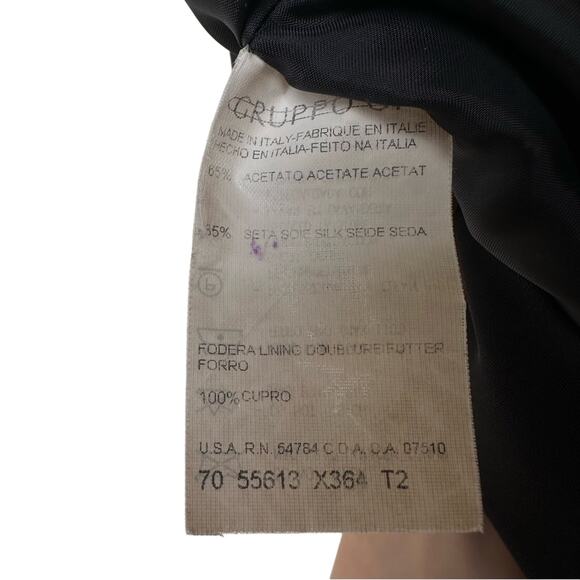 GRUPPO
MADE IN ITALY-FABRIQUE EN ITALIE
HECHO EN ITALIA-FEITO NA ITALIA
65% ACETATO ACETATE ACETAT
35% SETA SOIE SILK SEIDE SEDA
FODERA LINING DOUBLURE FUTTER
FORRO
100% CUPRO
U.S.A. R.N. 54784 C D A. C.A. 07510
70 55613 X364 T2